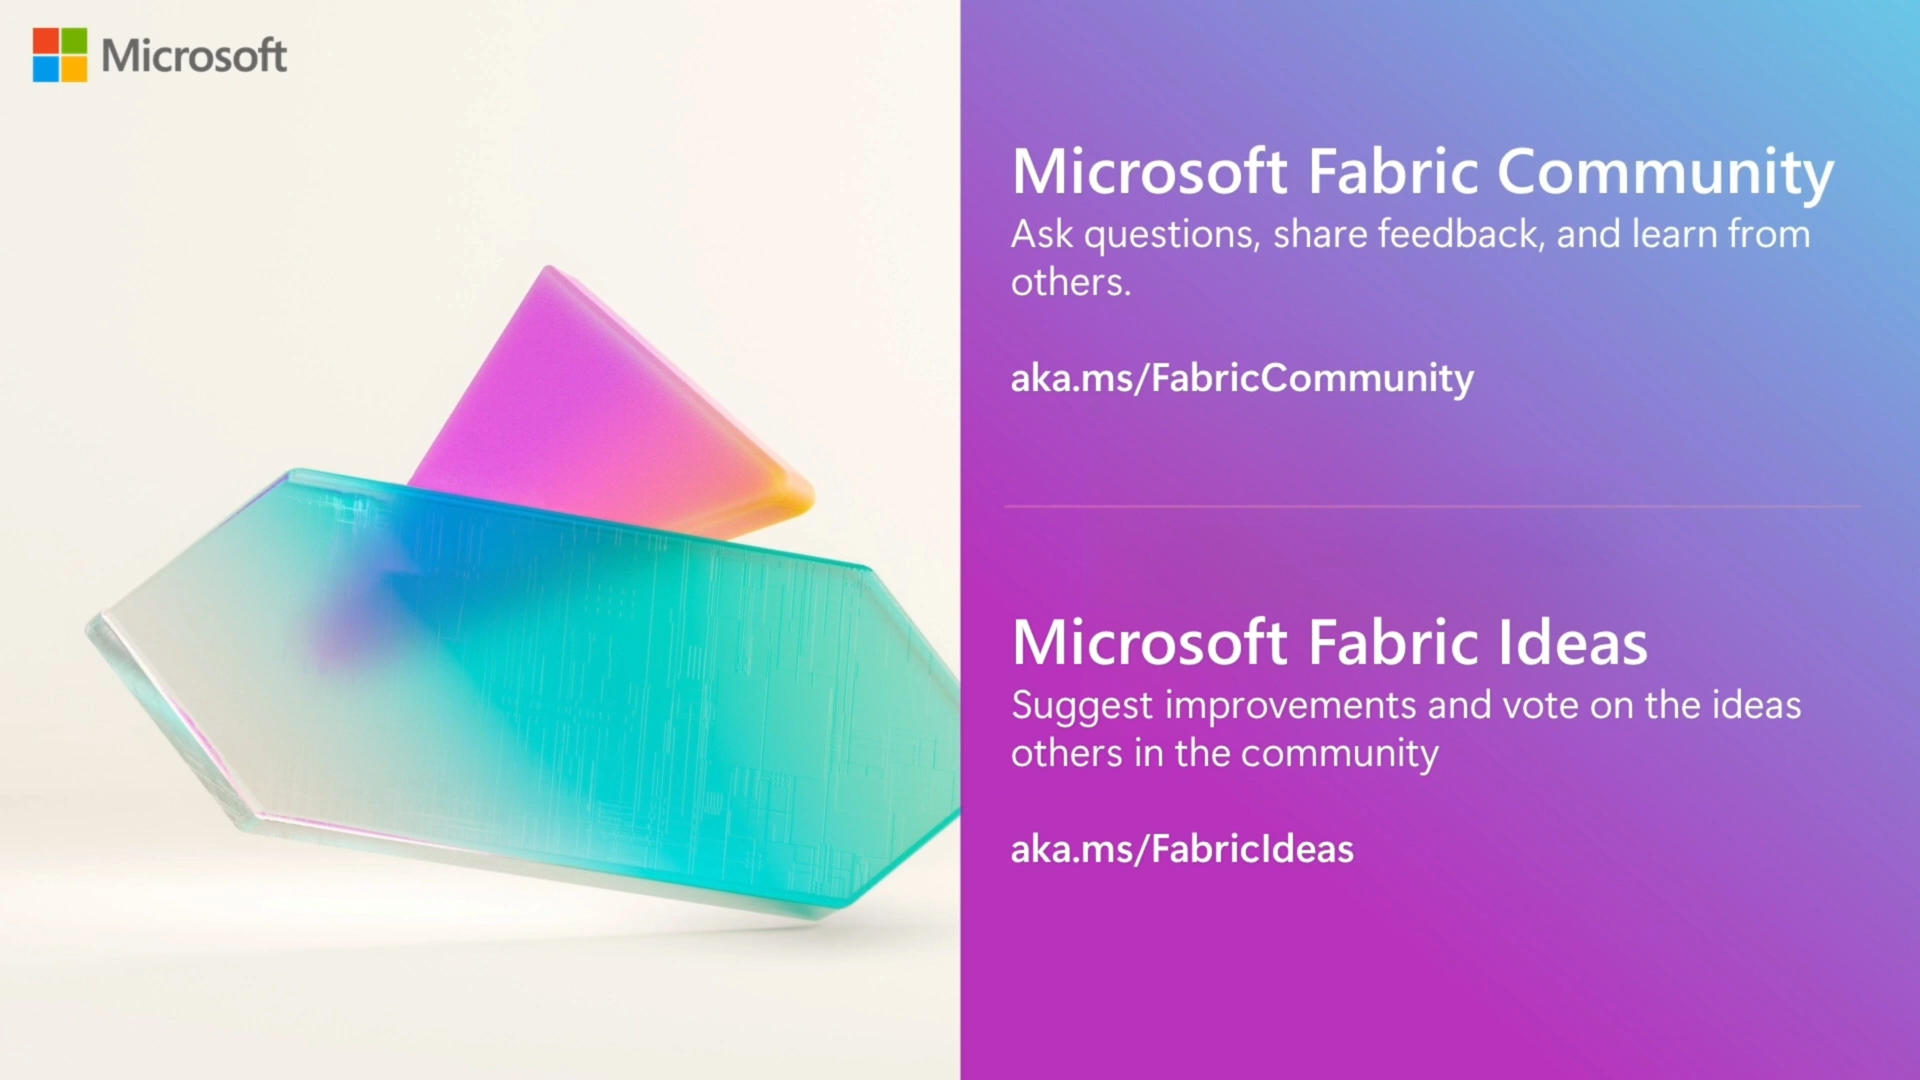 Microsoft
Microsoft Fabric Community
Ask questions, share feedback, and learn from
others.
aka.ms/FabricCommunity
Microsoft Fabric Ideas
Suggest improvements and vote on the ideas
others in the community
aka.ms/FabricIdeas